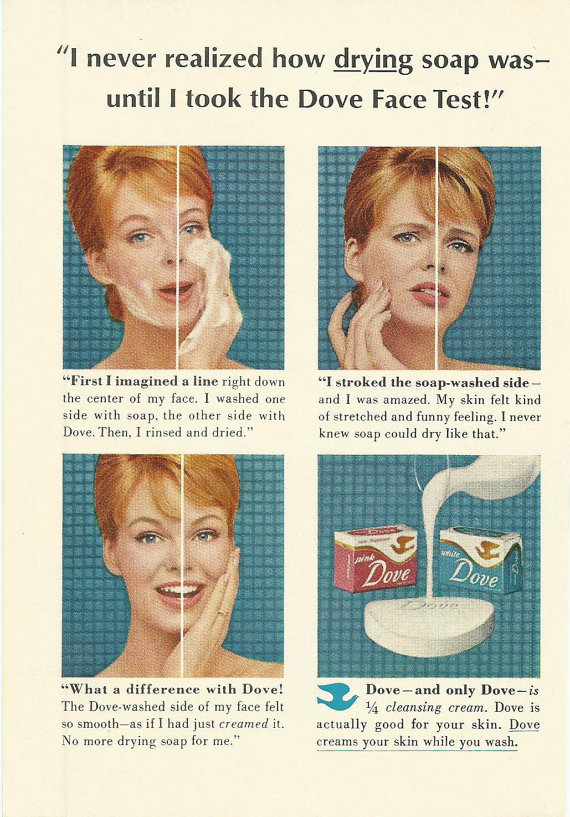 “I never realized how drying soap was–
until I took the Dove Face Test!”
“First I imagined a line right down
the center of my face. I washed one
side with soap, the other side with
Dove. Then, I rinsed and dried.”
“I stroked the soap-washed side—
and I was amazed. My skin felt kind
of stretched and funny feeling. I never
knew soap could dry like that.”
pink
Dove
white
Dove
Dove
“What a difference with Dove!
The Dove-washed side of my face felt
so smooth—as if I had just creamed it.
No more drying soap for me.”
Dove—and only Dove—is
¼ cleansing cream. Dove is
actually good for your skin. Dove
creams your skin while you wash.